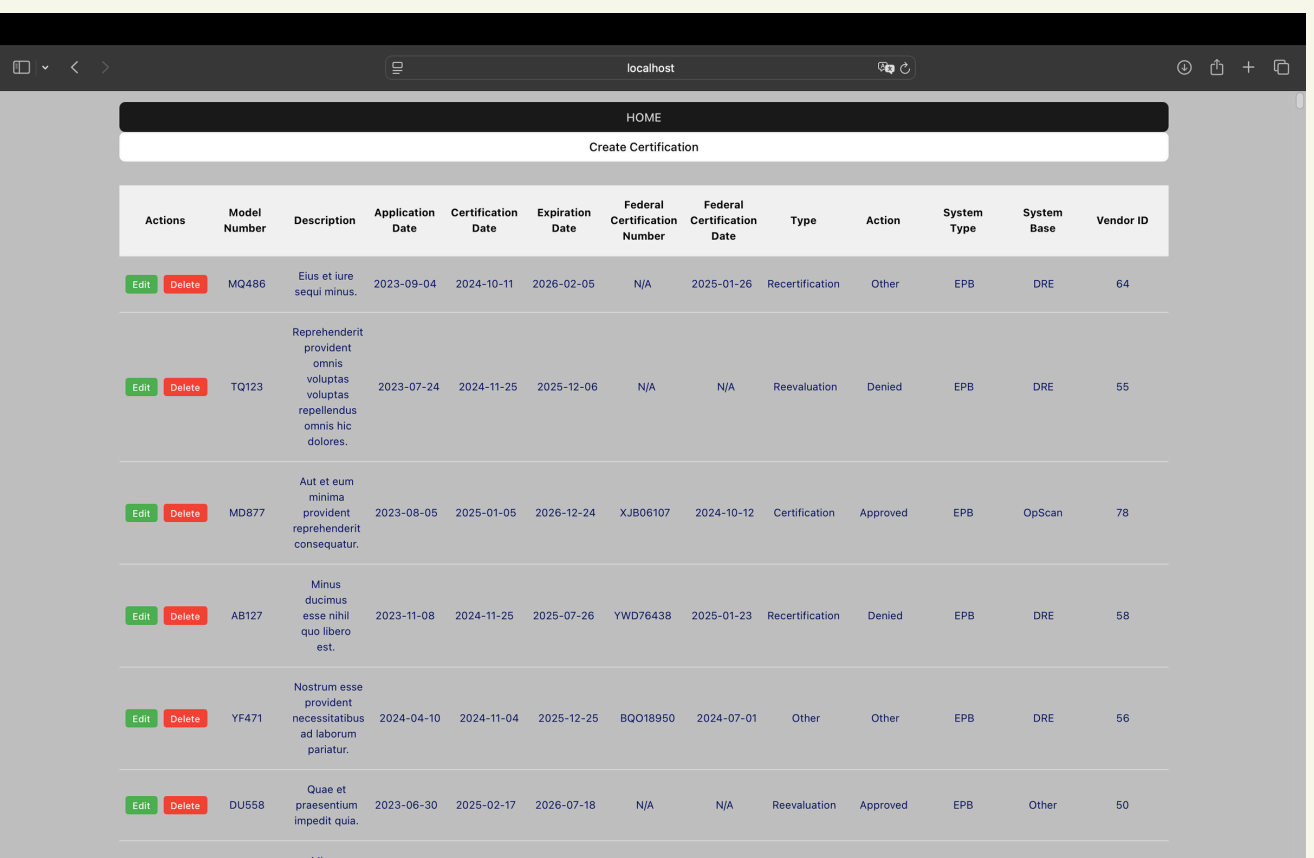 localhost
HOME
Create Certification
Actions Model Number Description Application Date Certification Date Expiration Date Federal Certification Number Federal Certification Date Type Action System Type System Base Vendor ID
Edit Delete MQ486 Eius et iure sequi minus. 2023-09-04 2024-10-11 2026-02-05 N/A 2025-01-26 Recertification Other EPB DRE 64
Edit Delete TQ123 Reprehenderit provident omnis voluptas voluptas repellendus omnis hic dolores. 2023-07-24 2024-11-25 2025-12-06 N/A N/A Reevaluation Denied EPB DRE 55
Edit Delete MD877 Aut et eum minima provident reprehenderit consequatur. 2023-08-05 2025-01-05 2026-12-24 XJB06107 2024-10-12 Certification Approved EPB OpScan 78
Edit Delete AB127 Minus ducimus esse nihil quo libero est. 2023-11-08 2024-11-25 2025-07-26 YWD76438 2025-01-23 Recertification Denied EPB DRE 58
Edit Delete YF471 Nostrum esse provident necessitatibus ad laborum pariatur. 2024-04-10 2024-11-04 2025-12-25 BQO18950 2024-07-01 Other Other EPB DRE 56
Edit Delete DU558 Quae et praesentium impedit quia. 2023-06-30 2025-02-17 2026-07-18 N/A N/A Reevaluation Approved EPB Other 50